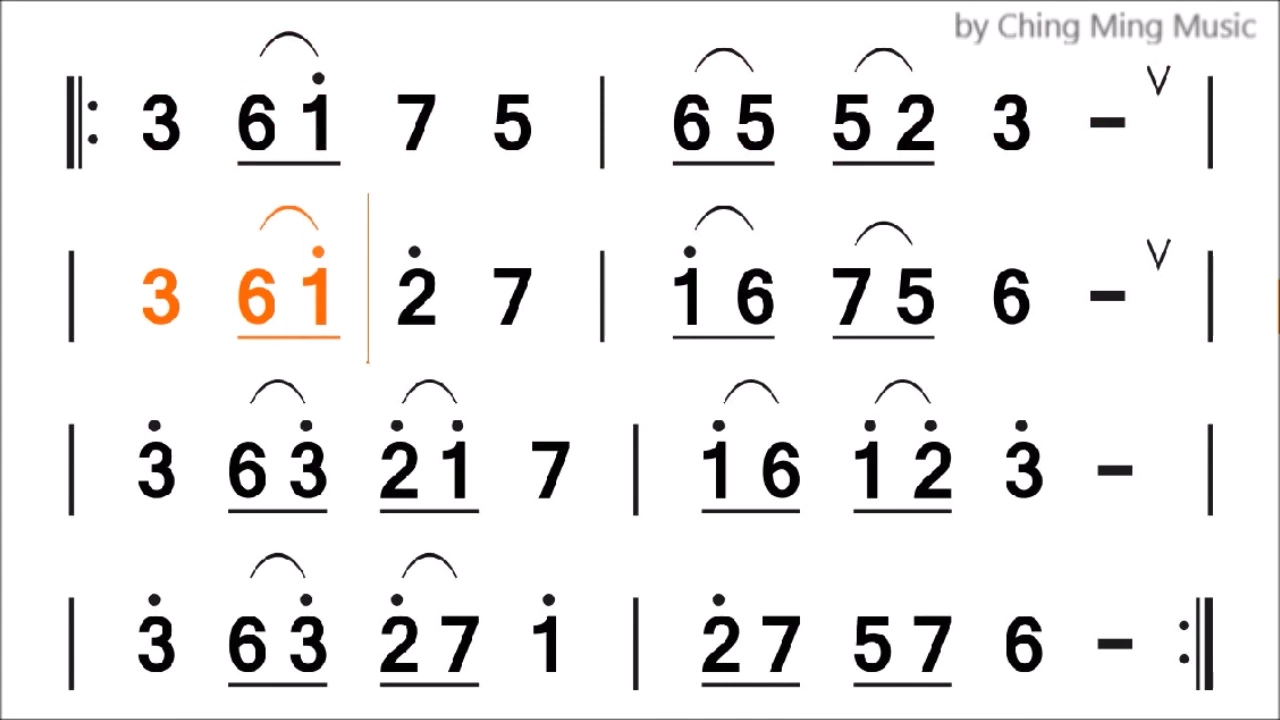 by Ching Ming Music
‖: 3 6 1̇ 7 5 | 6 5 5 2 3 – ∨ |
| 3 6 1̇ 2̇ 7 | 1̇ 6 7 5 6 – ∨ |
| 3̇ 6 3̇ 2̇ 1̇ 7 | 1̇ 6 1̇ 2̇ 3̇ – |
| 3̇ 6 3̇ 2̇ 7 1̇ | 2̇ 7 5 7 6 – :‖